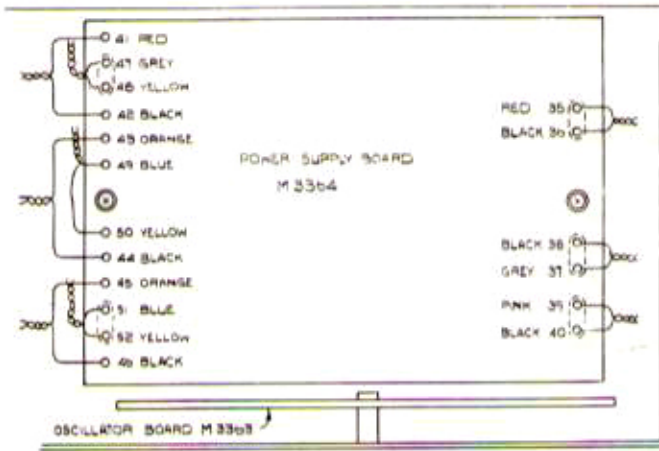 41 RED
47 GREY
48 YELLOW
42 BLACK
43 ORANGE
49 BLUE
50 YELLOW
44 BLACK
45 ORANGE
51 BLUE
52 YELLOW
46 BLACK
POWER SUPPLY BOARD
M 3364
RED 35
BLACK 36
BLACK 38
GREY 37
PINK 39
BLACK 40
OSCILLATOR BOARD M 3363